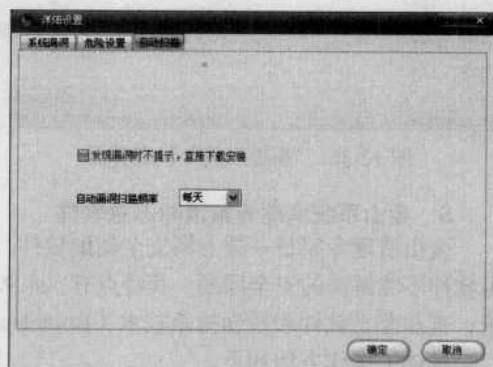 详细设置
系统漏洞 危险设置 自动扫描
发现漏洞时不提示，直接下载安装
自动漏洞扫描频率 每天
确定 取消